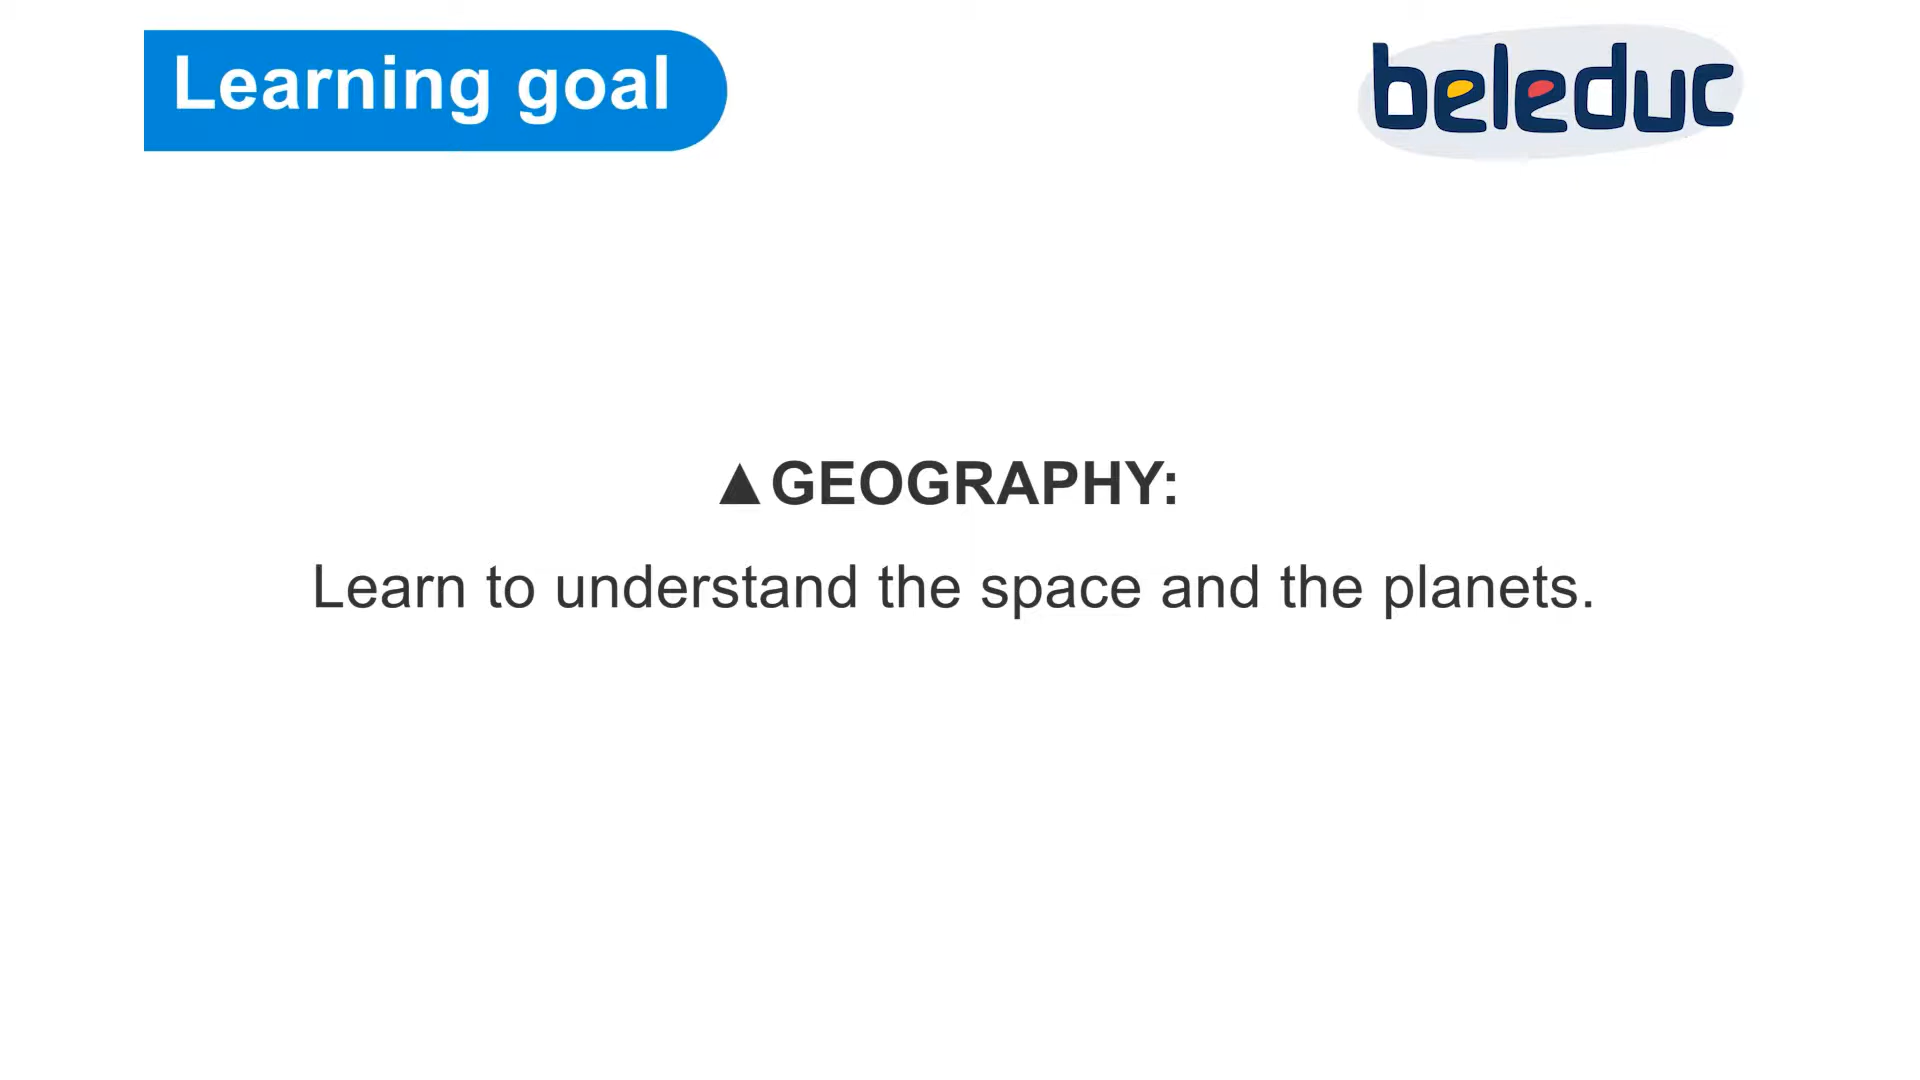 Learning goal
beleduc
▲GEOGRAPHY:
Learn to understand the space and the planets.